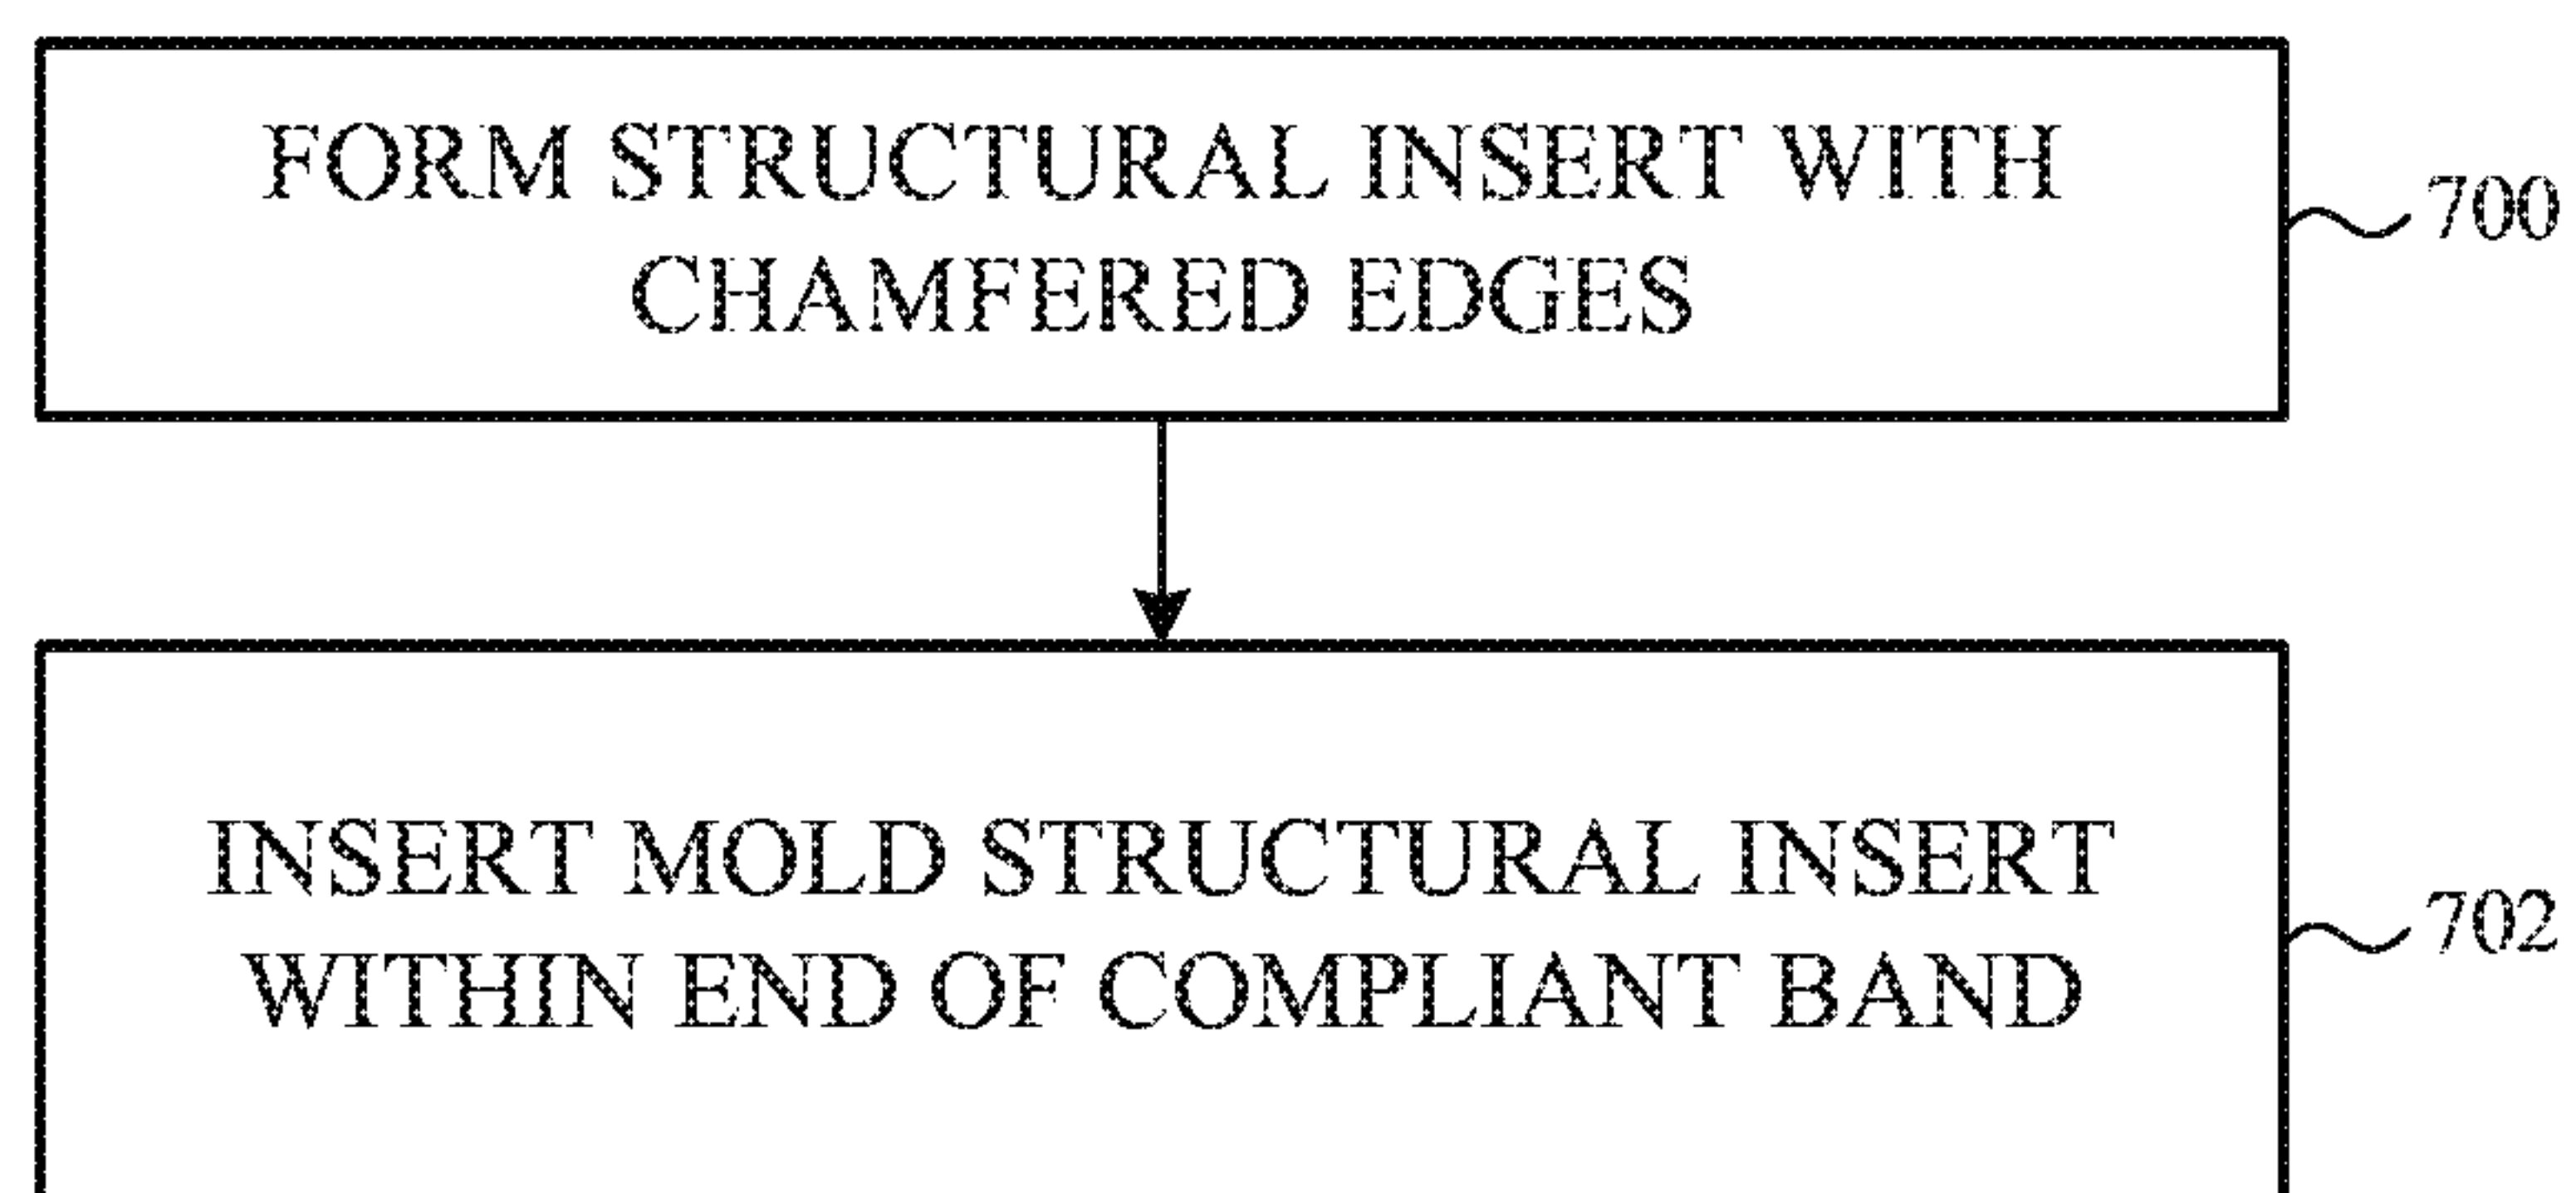 FORM STRUCTURAL INSERT WITH
CHAMFERED EDGES
700
INSERT MOLD STRUCTURAL INSERT
WITHIN END OF COMPLIANT BAND
702